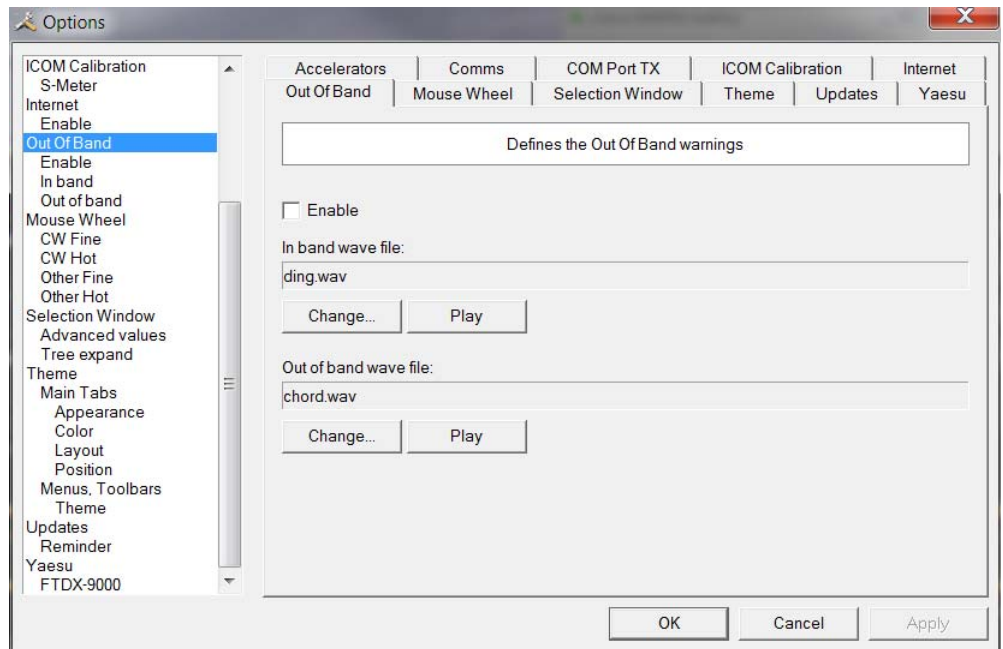 Options
ICOM Calibration
S-Meter
Internet
Enable
Out Of Band
Enable
In band
Out of band
Mouse Wheel
CW Fine
CW Hot
Other Fine
Other Hot
Selection Window
Advanced values
Tree expand
Theme
Main Tabs
Appearance
Color
Layout
Position
Menus, Toolbars
Theme
Updates
Reminder
Yaesu
FTDX-9000
Accelerators Comms COM Port TX ICOM Calibration Internet
Out Of Band Mouse Wheel Selection Window Theme Updates Yaesu
Defines the Out Of Band warnings
Enable
In band wave file:
ding.wav
Change... Play
Out of band wave file:
chord.wav
Change... Play
OK Cancel Apply